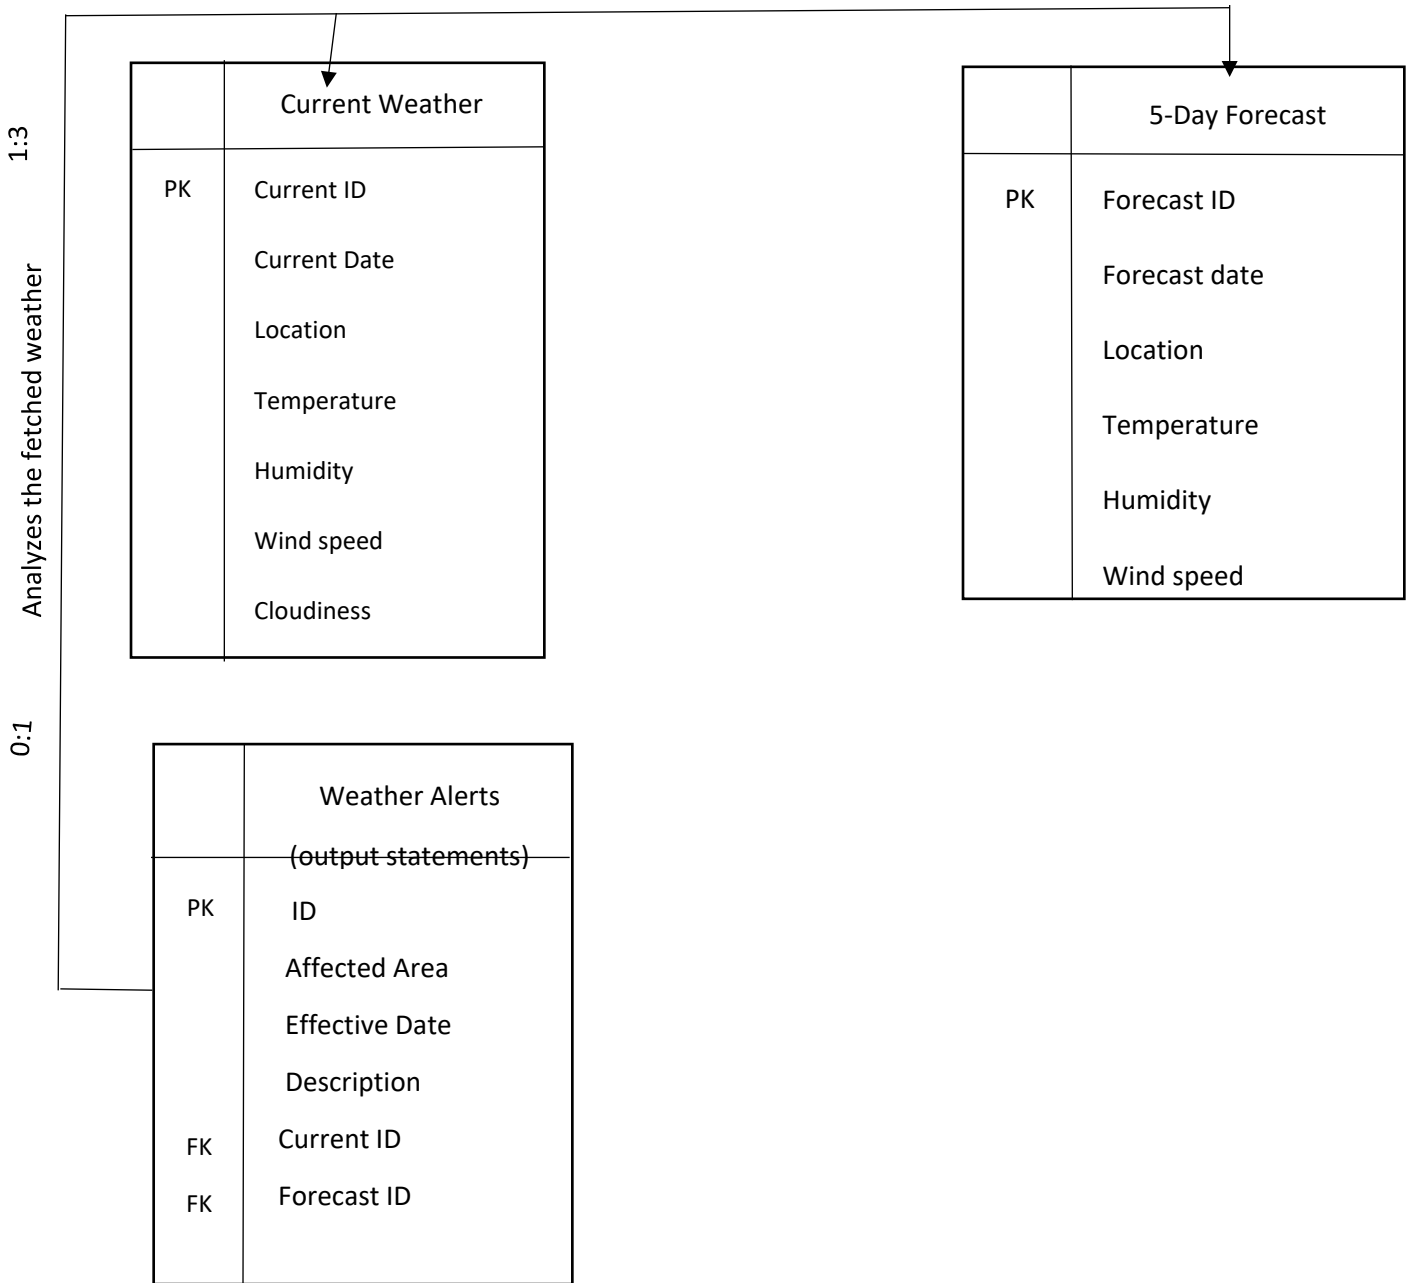 1:3
Analyzes the fetched weather
0:1
Current Weather
PK Current ID
Current Date
Location
Temperature
Humidity
Wind speed
Cloudiness
5-Day Forecast
PK Forecast ID
Forecast date
Location
Temperature
Humidity
Wind speed
Weather Alerts
(output statements)
PK ID
Affected Area
Effective Date
Description
FK Current ID
FK Forecast ID